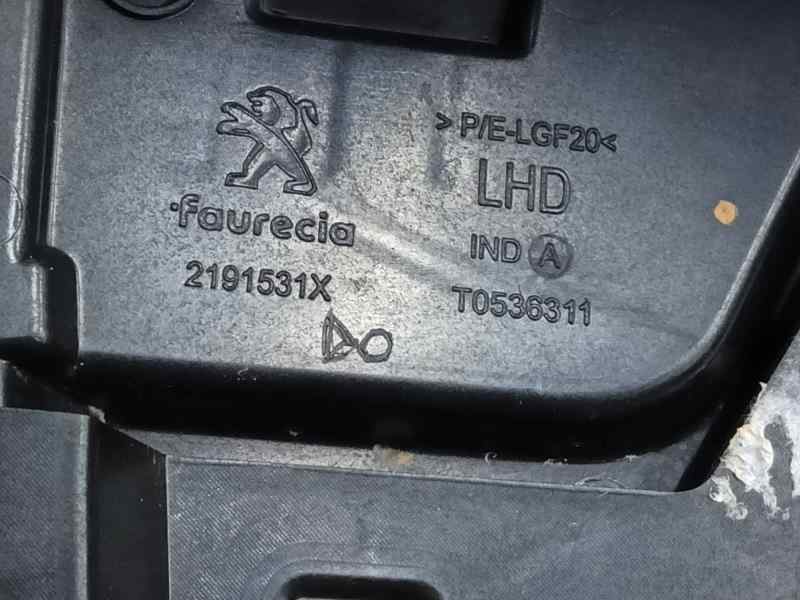 >P/E-LGF20<
LHD
·faurecia
IND A
2191531X
T0536311